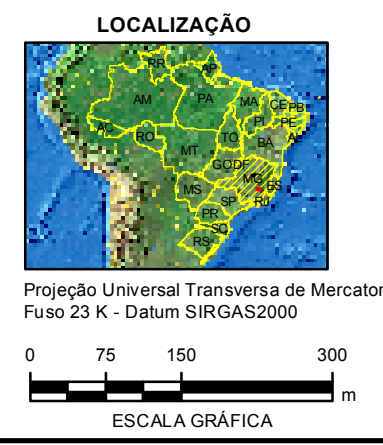 LOCALIZAÇÃO
RR AP
AM PA MA CE PB
PI PE
AC RO TO A
MT BA
GO DF
MG
MS ES
SP RJ
PR
SC
RS
Projeção Universal Transversa de Mercator
Fuso 23 K - Datum SIRGAS2000
0 75 150 300
m
ESCALA GRÁFICA